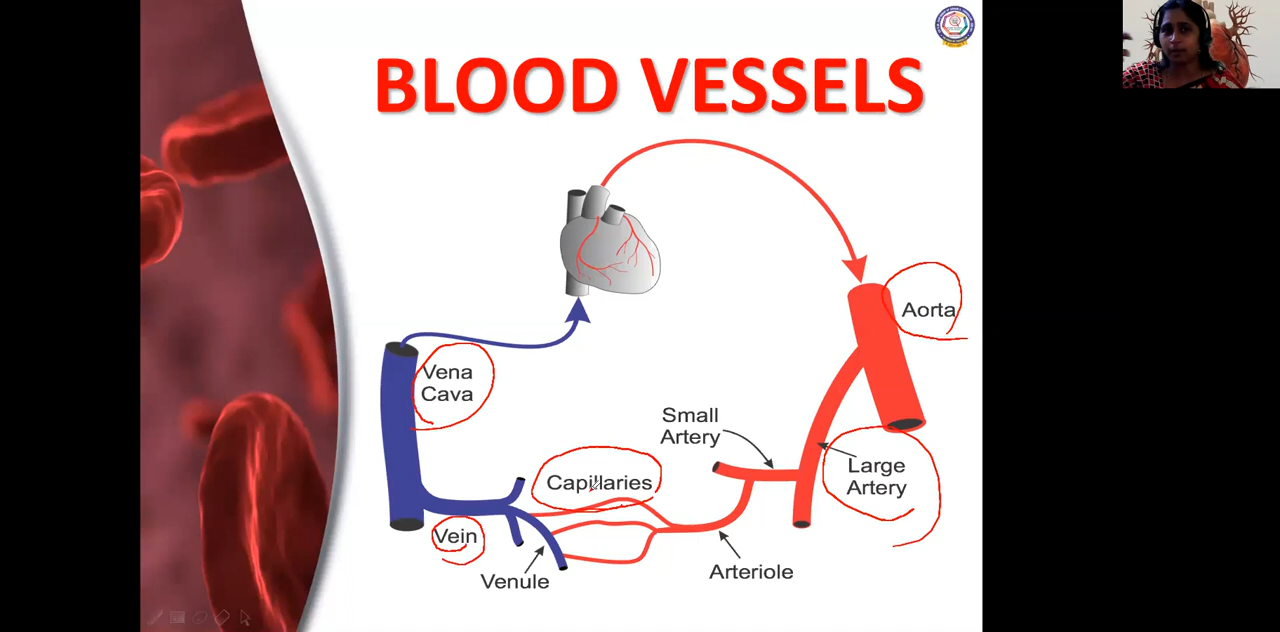 BLOOD VESSELS
Aorta
Vena
Cava
Small
Artery
Large
Artery
Capillaries
Vein
Venule
Arteriole